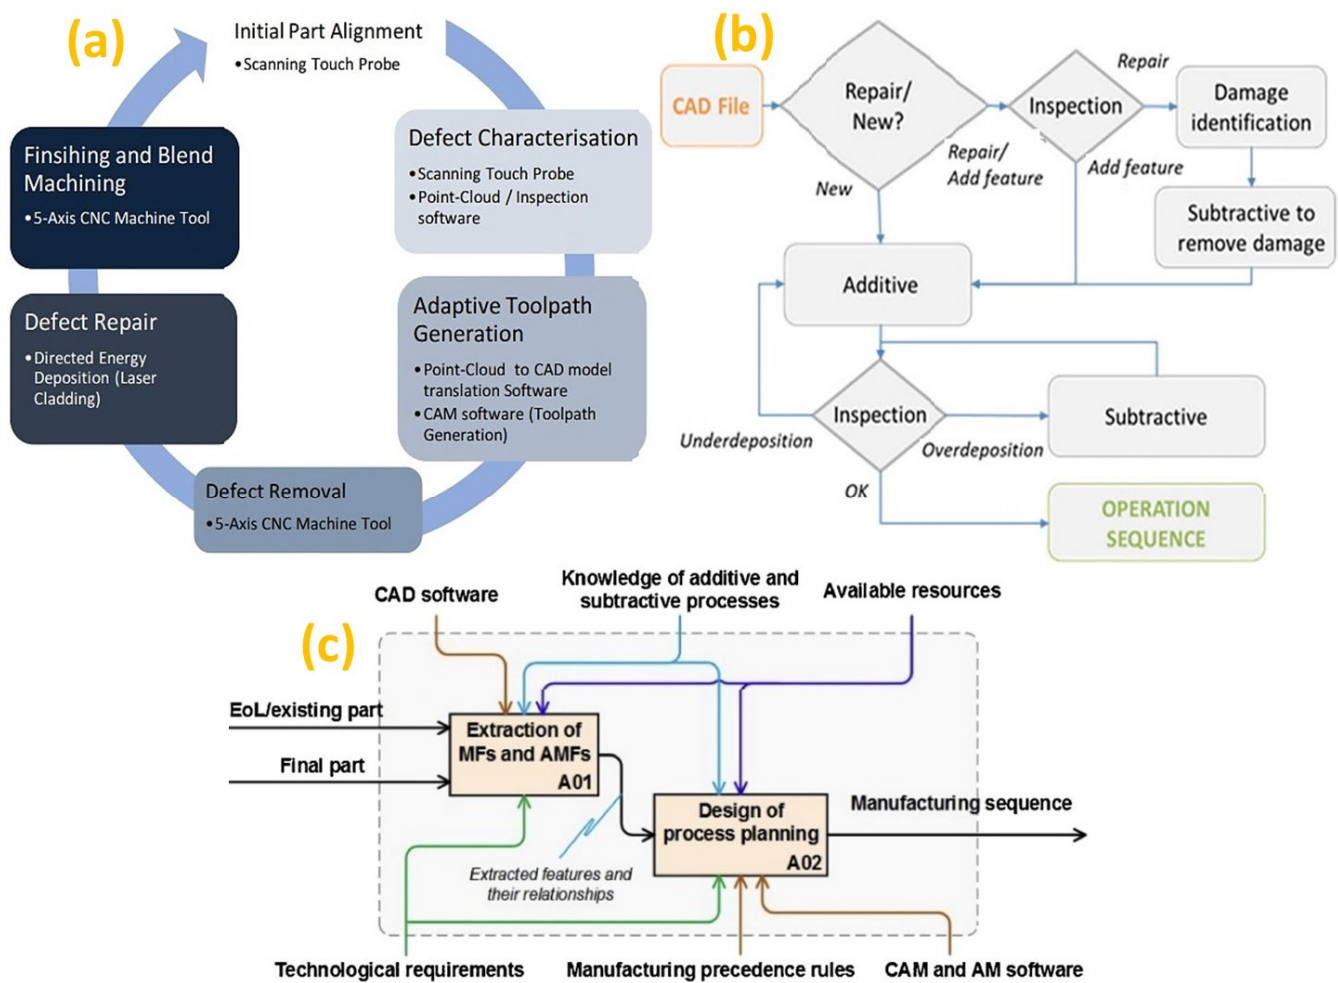 (a)
Initial Part Alignment
•Scanning Touch Probe
Defect Characterisation
•Scanning Touch Probe
•Point-Cloud / Inspection
software
Adaptive Toolpath
Generation
•Point-Cloud to CAD model
translation Software
•CAM software (Toolpath
Generation)
Defect Removal
•5-Axis CNC Machine Tool
Defect Repair
•Directed Energy
Deposition (Laser
Cladding)
Finsihing and Blend
Machining
•5-Axis CNC Machine Tool
(b)
CAD File
Repair/
New?
Inspection
Repair
Damage
identification
Repair/
Add feature
Add feature
New
Subtractive to
remove damage
Additive
Inspection
Underdeposition
Overdeposition
Subtractive
OK
OPERATION
SEQUENCE
(c)
CAD software
Knowledge of additive and
subtractive processes
Available resources
EoL/existing part
Final part
Extraction of
MFs and AMFs
A01
Extracted features and
their relationships
Design of
process planning
A02
Manufacturing sequence
Technological requirements
Manufacturing precedence rules
CAM and AM software